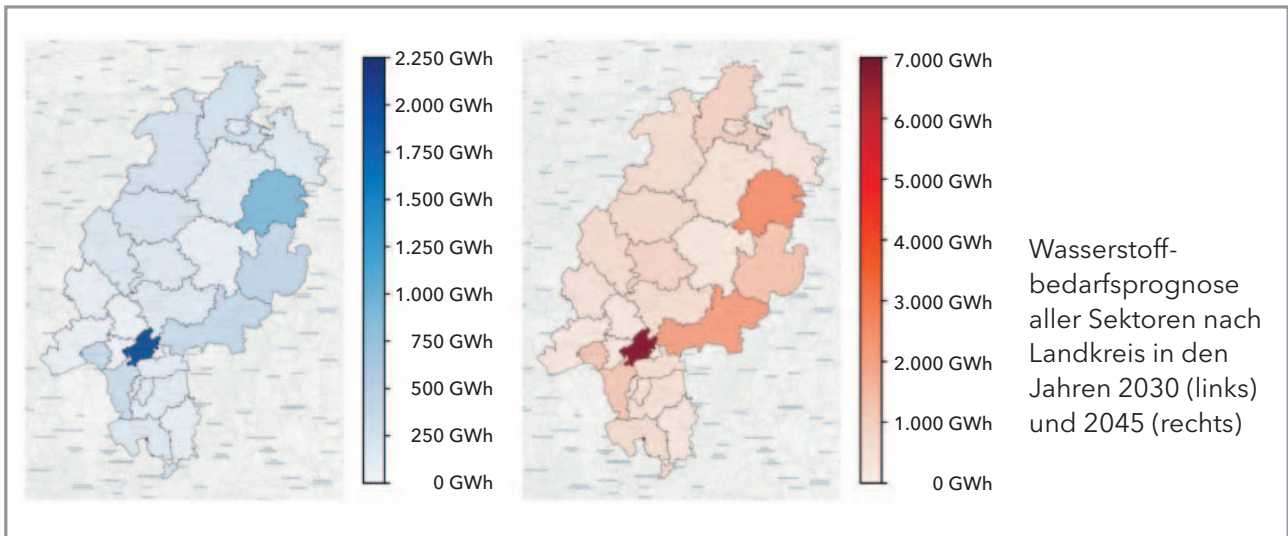 2.250 GWh
2.000 GWh
1.750 GWh
1.500 GWh
1.250 GWh
1.000 GWh
750 GWh
500 GWh
250 GWh
0 GWh
7.000 GWh
6.000 GWh
5.000 GWh
4.000 GWh
3.000 GWh
2.000 GWh
1.000 GWh
0 GWh
Wasserstoff-
bedarfsprognose
aller Sektoren nach
Landkreis in den
Jahren 2030 (links)
und 2045 (rechts)